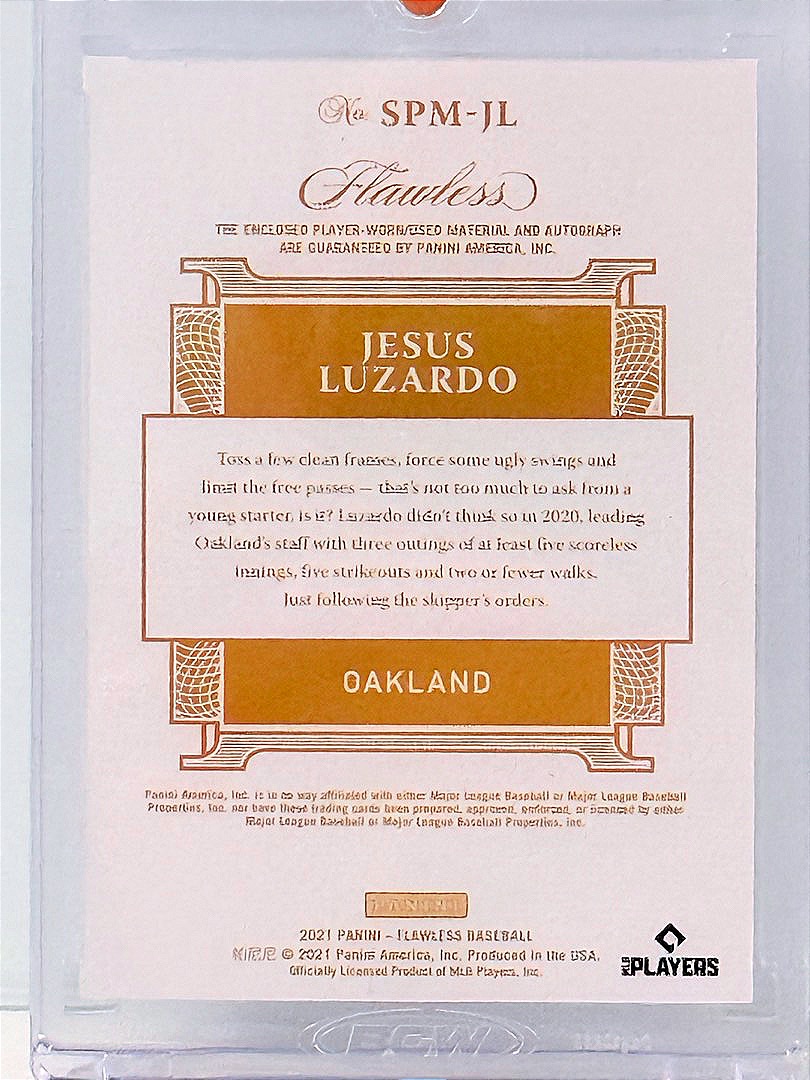 No. SPM-JL
Flawless
THE ENCLOSED PLAYER-WORN/USED MATERIAL AND AUTOGRAPH
ARE GUARANTEED BY PANINI AMERICA, INC.
JESUS
LUZARDO
Toss a few clean frames, force some ugly swings and
limit the free passes — that's not too much to ask from a
young starter, is it? Luzardo didn't think so in 2020, leading
Oakland's staff with three outings of at least five scoreless
innings, five strikeouts and two or fewer walks.
Just following the skipper's orders.
OAKLAND
Panini America, Inc. is in no way affiliated with either Major League Baseball or Major League Baseball
Properties, Inc. nor have these trading cards been prepared, approved, endorsed, or licensed by either
Major League Baseball or Major League Baseball Properties, Inc.
PANINI
2021 PANINI – FLAWLESS BASEBALL
© 2021 Panini America, Inc. Produced in the USA.
Officially Licensed Product of MLB Players, Inc.
MLB PLAYERS